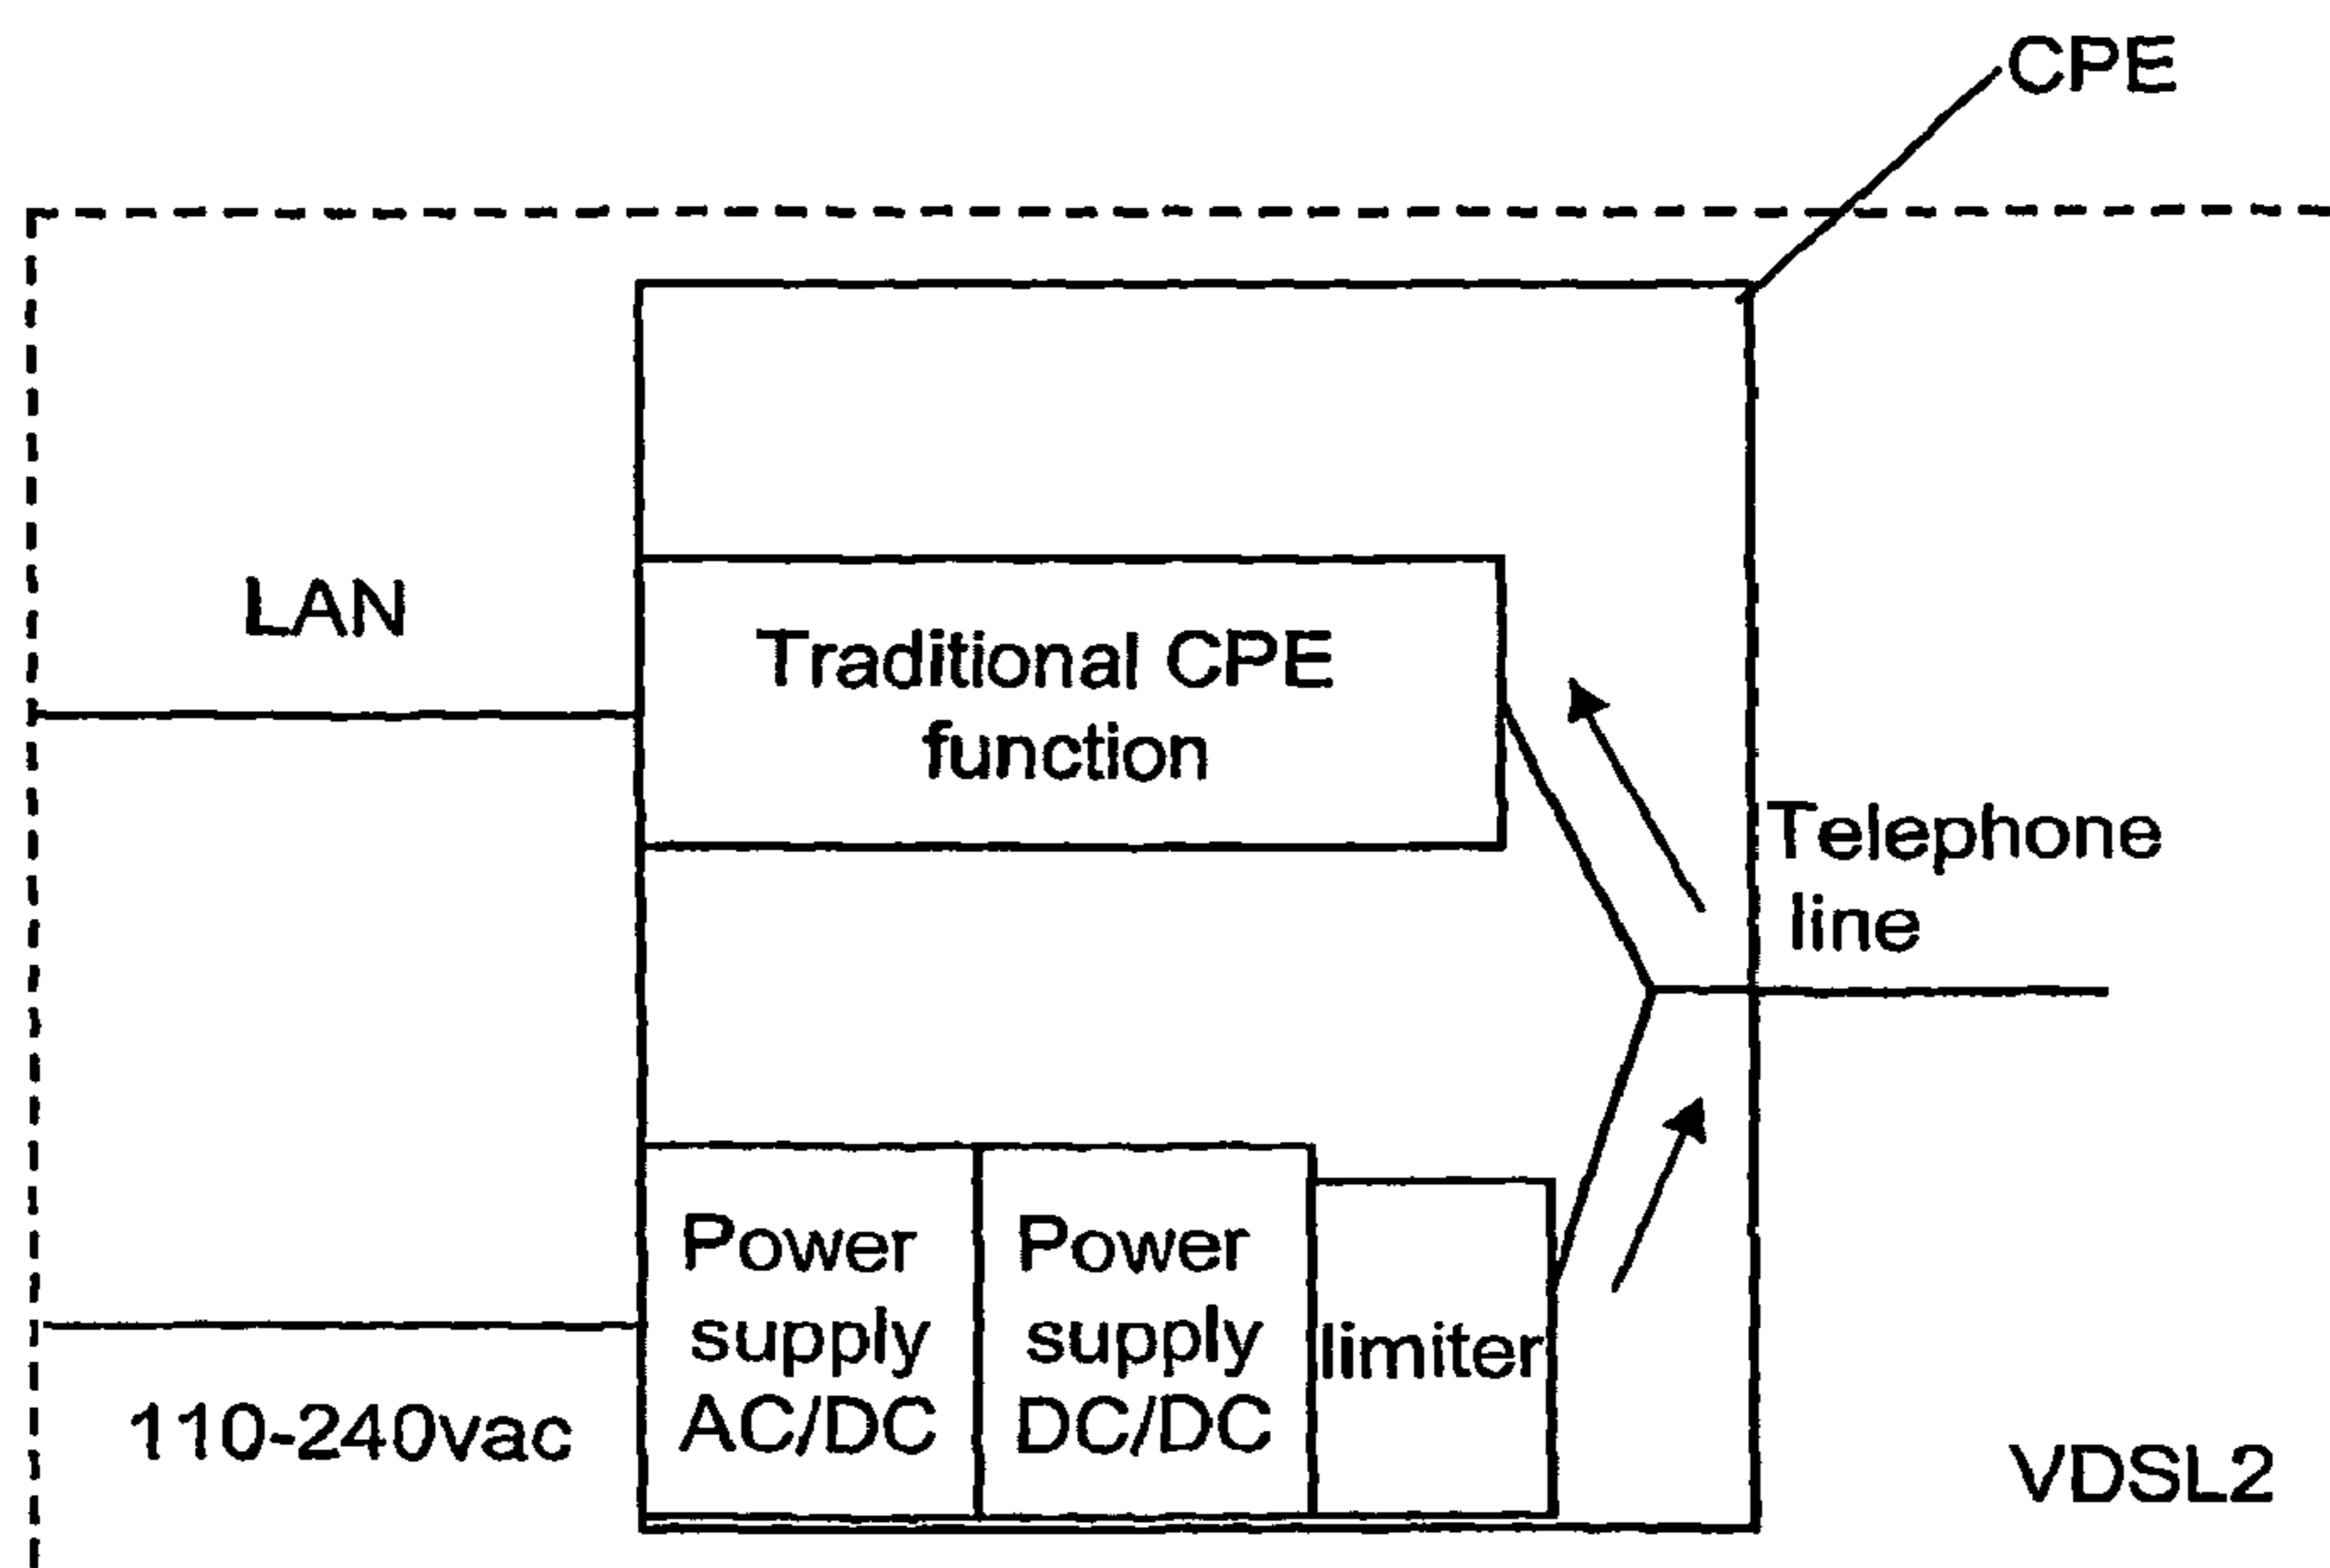 CPE
LAN
Traditional CPE
function
Telephone
line
Power
supply
AC/DC
Power
supply
DC/DC
limiter
110-240vac
VDSL2